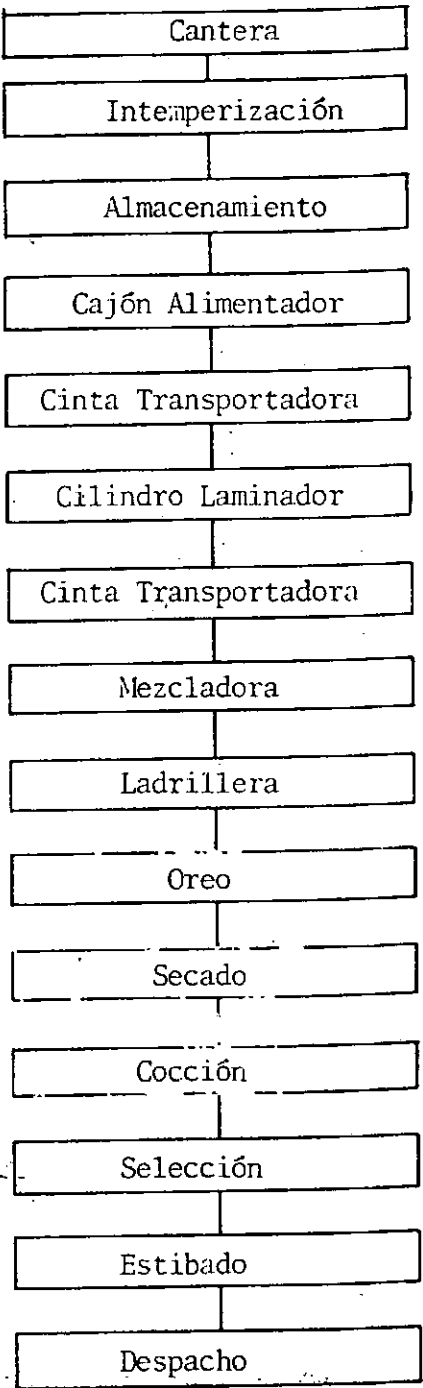 Cantera
Intemperización
Almacenamiento
Cajón Alimentador
Cinta Transportadora
Cilindro Laminador
Cinta Transportadora
Mezcladora
Ladrillera
Oreo
Secado
Cocción
Selección
Estibado
Despacho